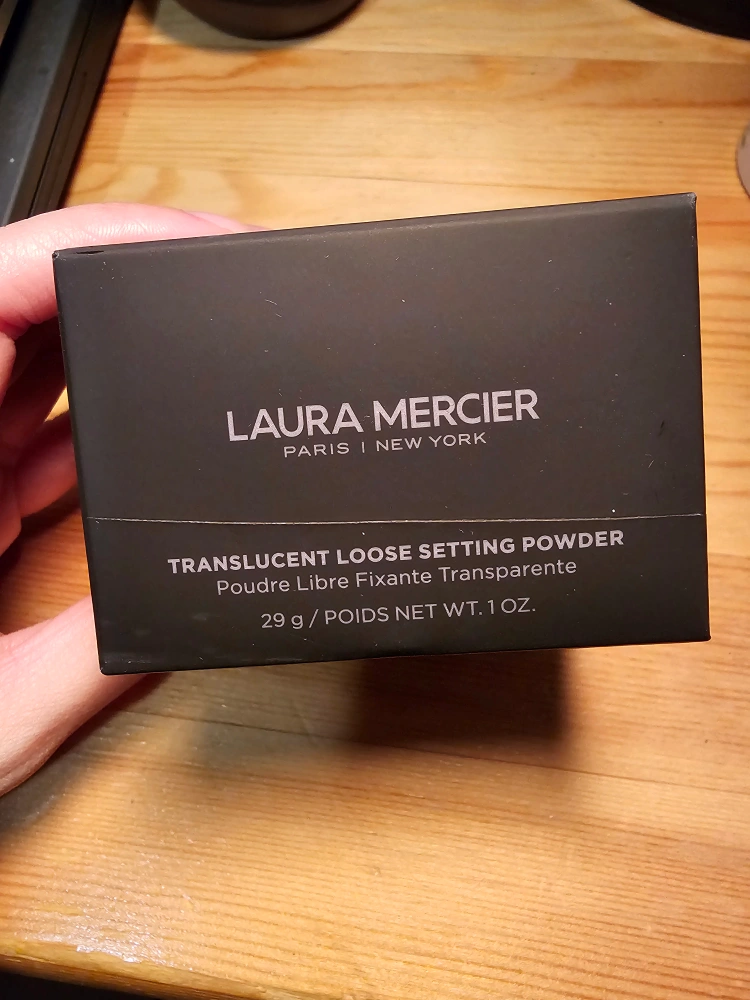 LAURA MERCIER
PARIS | NEW YORK
TRANSLUCENT LOOSE SETTING POWDER
Poudre Libre Fixante Transparente
29 g / POIDS NET WT. 1 OZ.